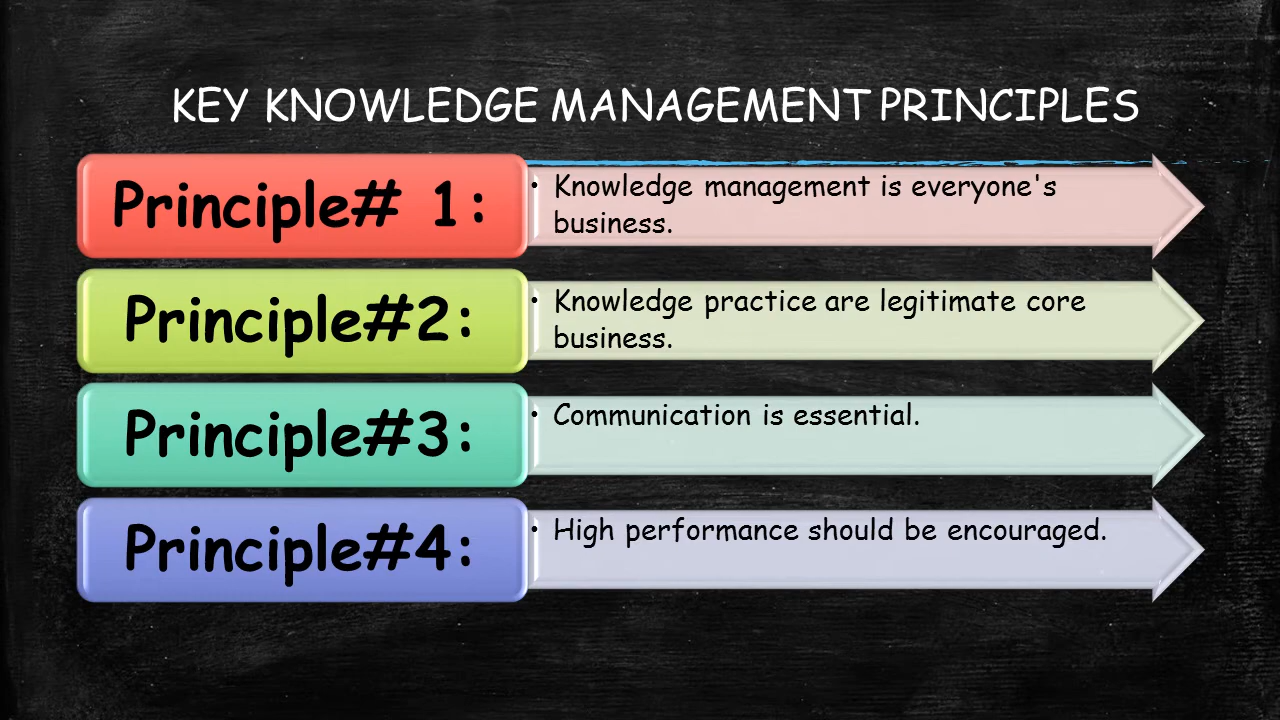 KEY KNOWLEDGE MANAGEMENT PRINCIPLES
Principle# 1:
• Knowledge management is everyone's
business.
Principle#2:
• Knowledge practice are legitimate core
business.
Principle#3:
• Communication is essential.
Principle#4:
• High performance should be encouraged.